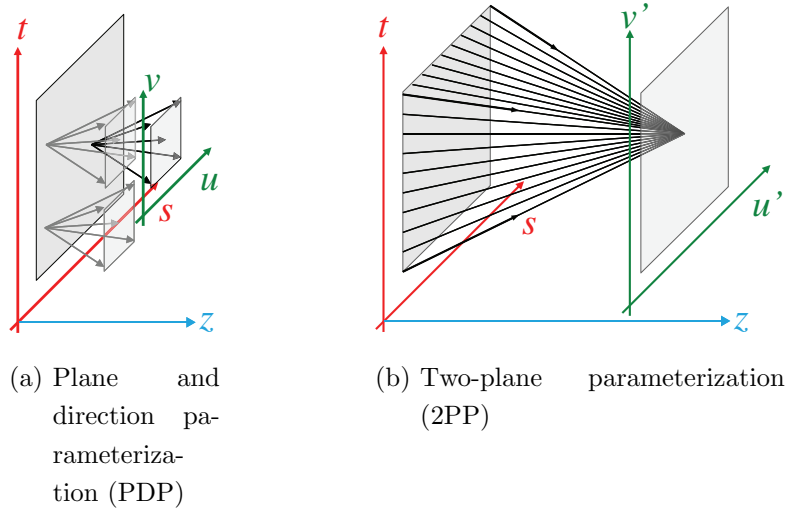 t
v
u
s
z
(a) Plane and
direction pa-
rameteriza-
tion (PDP)
t
v'
s
u'
z
(b) Two-plane parameterization
(2PP)